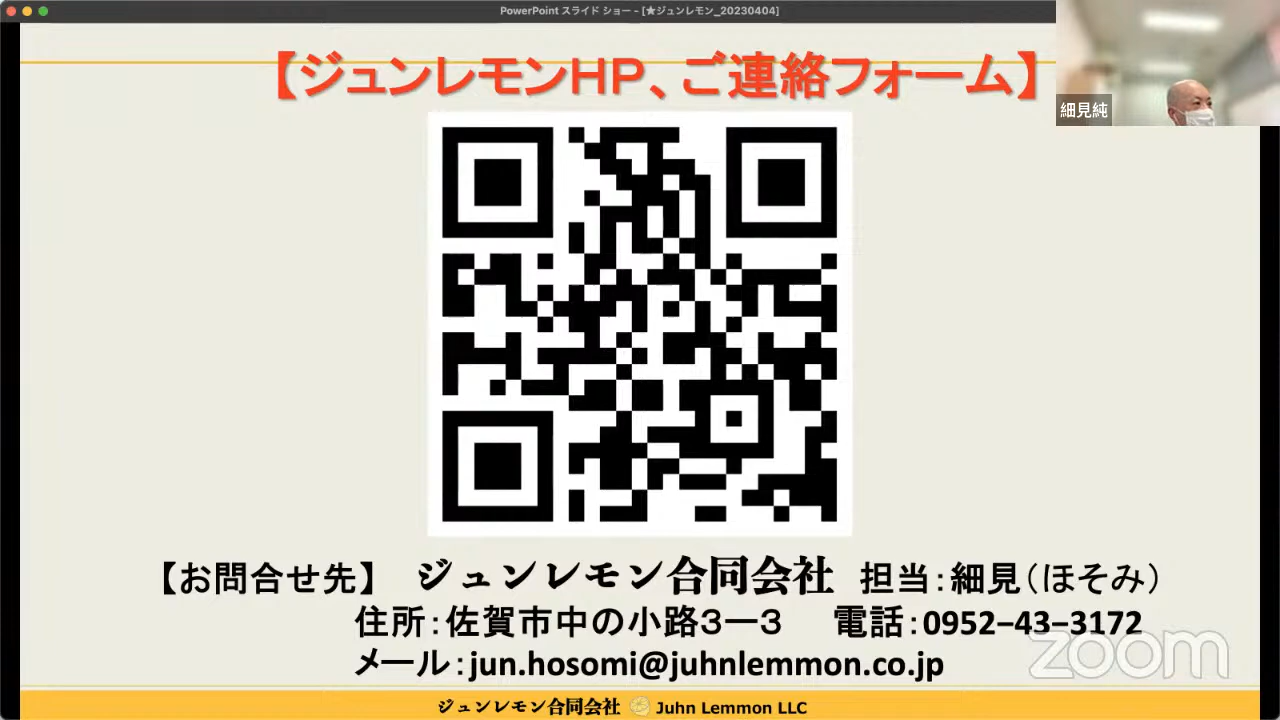 PowerPoint スライド ショー - [★ジュンレモン_20230404]
【ジュンレモンHP、ご連絡フォーム】
細見純
【お問合せ先】 ジュンレモン合同会社 担当：細見（ほそみ）
住所：佐賀市中の小路３ー３ 電話：0952−43−3172
メール：jun.hosomi@juhnlemmon.co.jp
zoom
ジュンレモン合同会社 Juhn Lemmon LLC